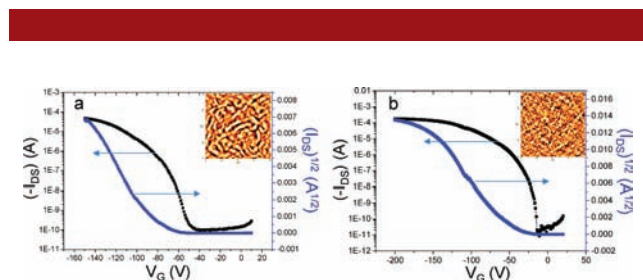 a
1E-3
1E-4
1E-5
1E-6
1E-7
1E-8
1E-9
1E-10
1E-11
(-I_DS) (A)
0.008
0.007
0.006
0.005
0.004
0.003
0.002
0.001
0.000
-0.001
(I_DS)^1/2 (A^1/2)
-160 -140 -120 -100 -80 -60 -40 -20 0 20
V_G (V)
b
0.01
1E-3
1E-4
1E-5
1E-6
1E-7
1E-8
1E-9
1E-10
1E-11
1E-12
(-I_DS) (A)
0.016
0.014
0.012
0.010
0.008
0.006
0.004
0.002
0.000
(I_DS)^1/2 (A^1/2)
-200 -150 -100 -50 0 50
V_G (V)